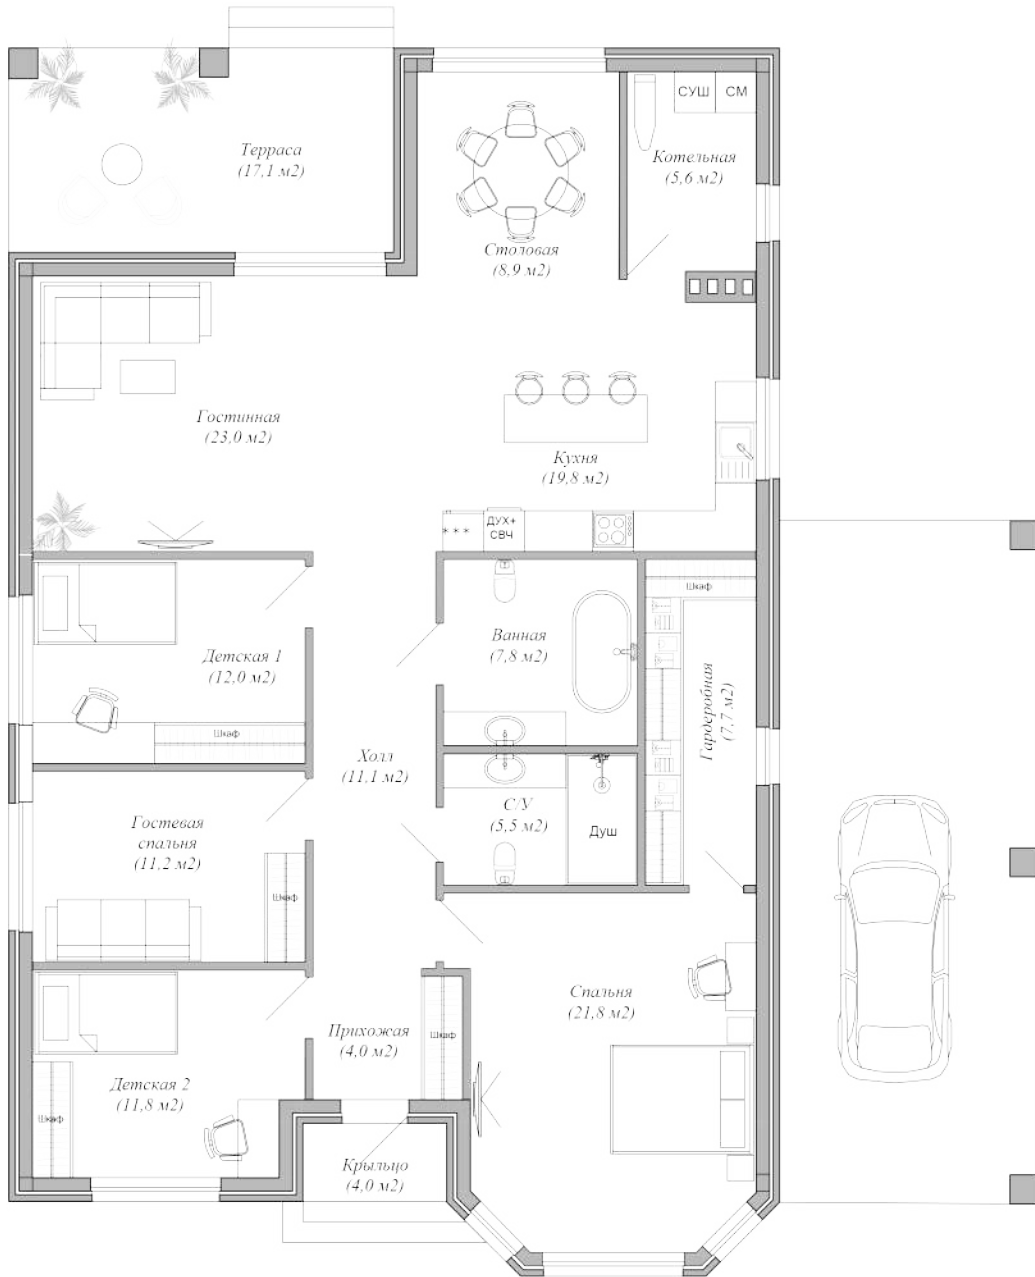 СУШ
СМ
Терраса
(17,1 м2)
Котельная
(5,6 м2)
Столовая
(8.9 м2)
Гостинная
(23,0 м2)
Кухня
(19,8 м2)
***
ДУХ+
СВЧ
Шкаф
Ванная
(7,8 м2)
Детская 1
(12,0 м2)
Гардеробная
(7,7 м2)
Шкаф
Холл
(11,1 м2)
С/У
(5,5 м2)
Душ
Гостевая
спальня
(11,2 м2)
Шкаф
Спальня
(21,8 м2)
Прихожая
(4,0 м2)
Шкаф
Детская 2
(11,8 м2)
Шкаф
Крыльцо
(4,0 м2)